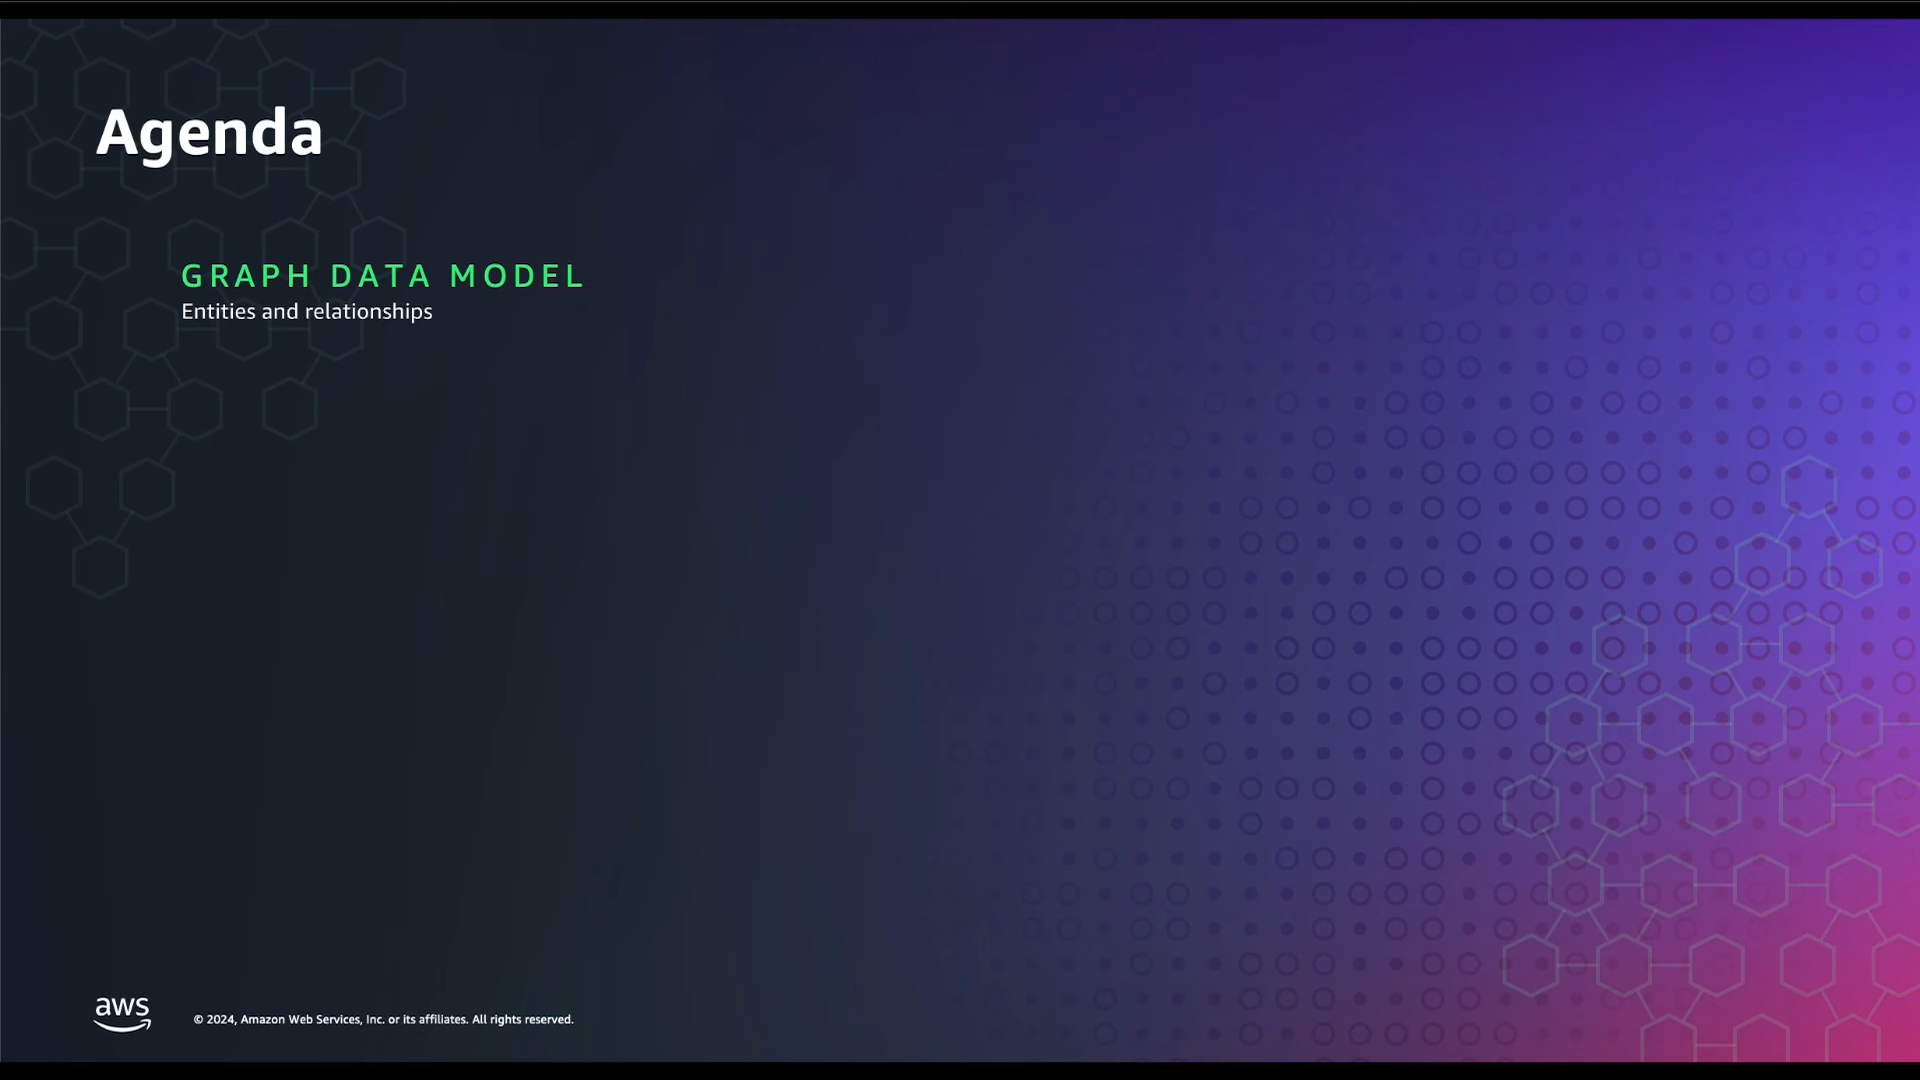 Agenda
GRAPH DATA MODEL
Entities and relationships
aws
© 2024, Amazon Web Services, Inc. or its affiliates. All rights reserved.